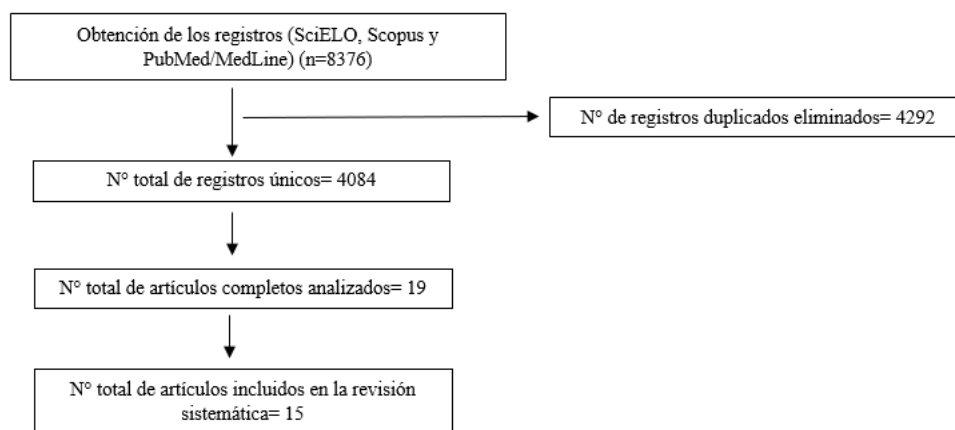 Obtención de los registros (SciELO, Scopus y
PubMed/MedLine) (n=8376)
N° de registros duplicados eliminados= 4292
N° total de registros únicos= 4084
N° total de artículos completos analizados= 19
N° total de artículos incluidos en la revisión
sistemática= 15